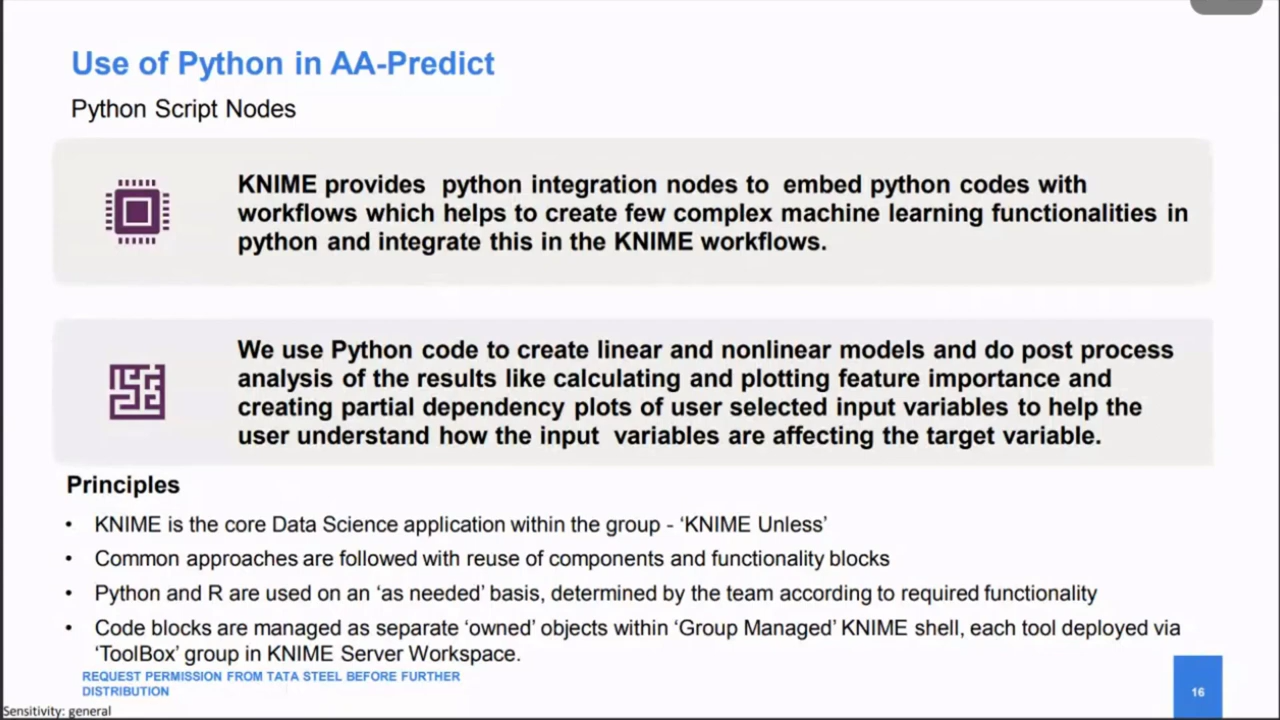 Use of Python in AA-Predict
Python Script Nodes
KNIME provides python integration nodes to embed python codes with
workflows which helps to create few complex machine learning functionalities in
python and integrate this in the KNIME workflows.
We use Python code to create linear and nonlinear models and do post process
analysis of the results like calculating and plotting feature importance and
creating partial dependency plots of user selected input variables to help the
user understand how the input variables are affecting the target variable.
Principles
• KNIME is the core Data Science application within the group - ‘KNIME Unless’
• Common approaches are followed with reuse of components and functionality blocks
• Python and R are used on an ‘as needed’ basis, determined by the team according to required functionality
• Code blocks are managed as separate ‘owned’ objects within ‘Group Managed’ KNIME shell, each tool deployed via
‘ToolBox’ group in KNIME Server Workspace.
REQUEST PERMISSION FROM TATA STEEL BEFORE FURTHER
DISTRIBUTION
16
Sensitivity: general